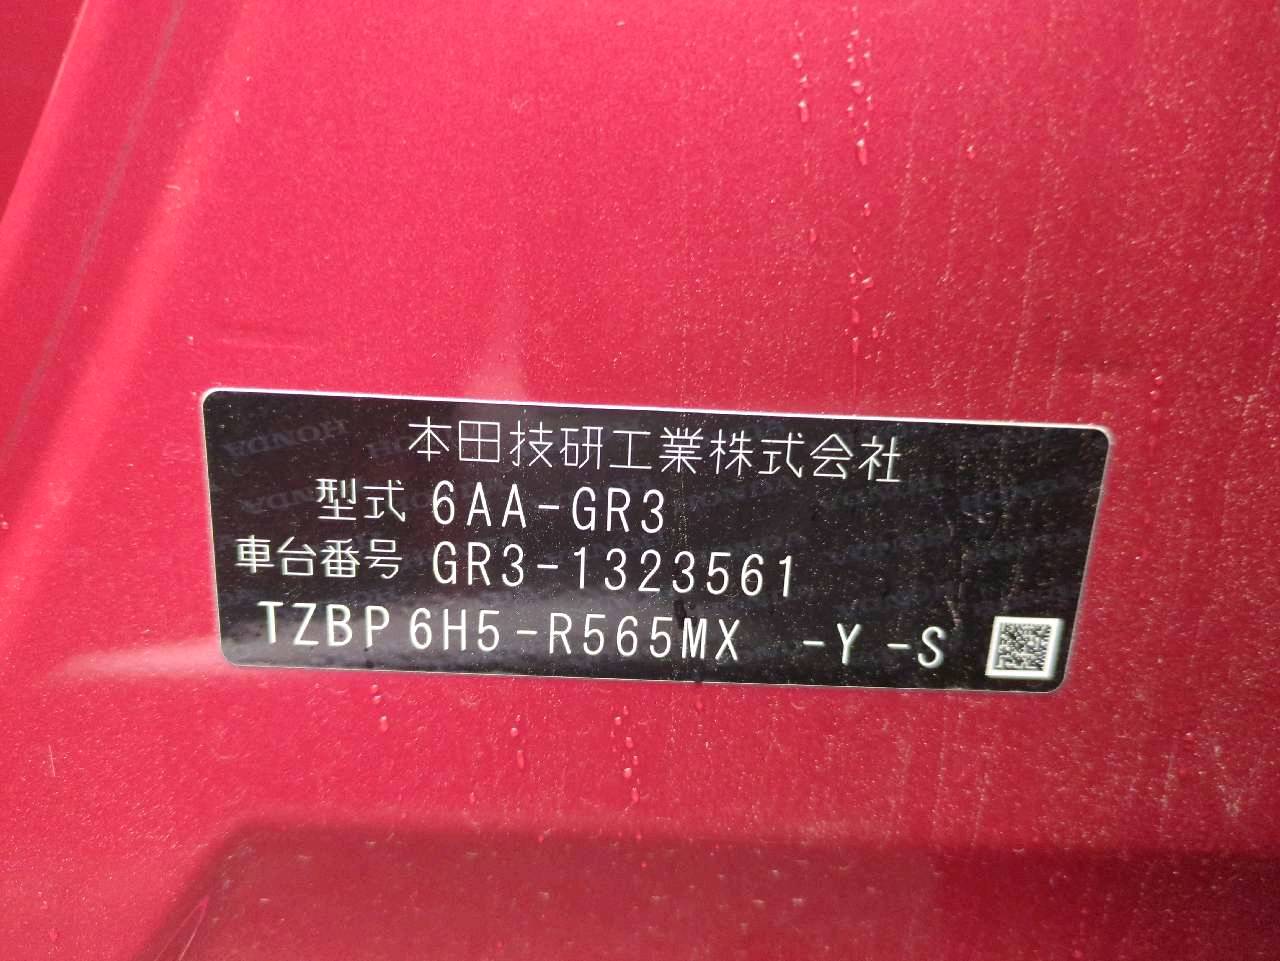 本田技研工業株式会社
型式 6AA-GR3
車台番号 GR3-1323561
TZBP6H5-R565MX -Y -S